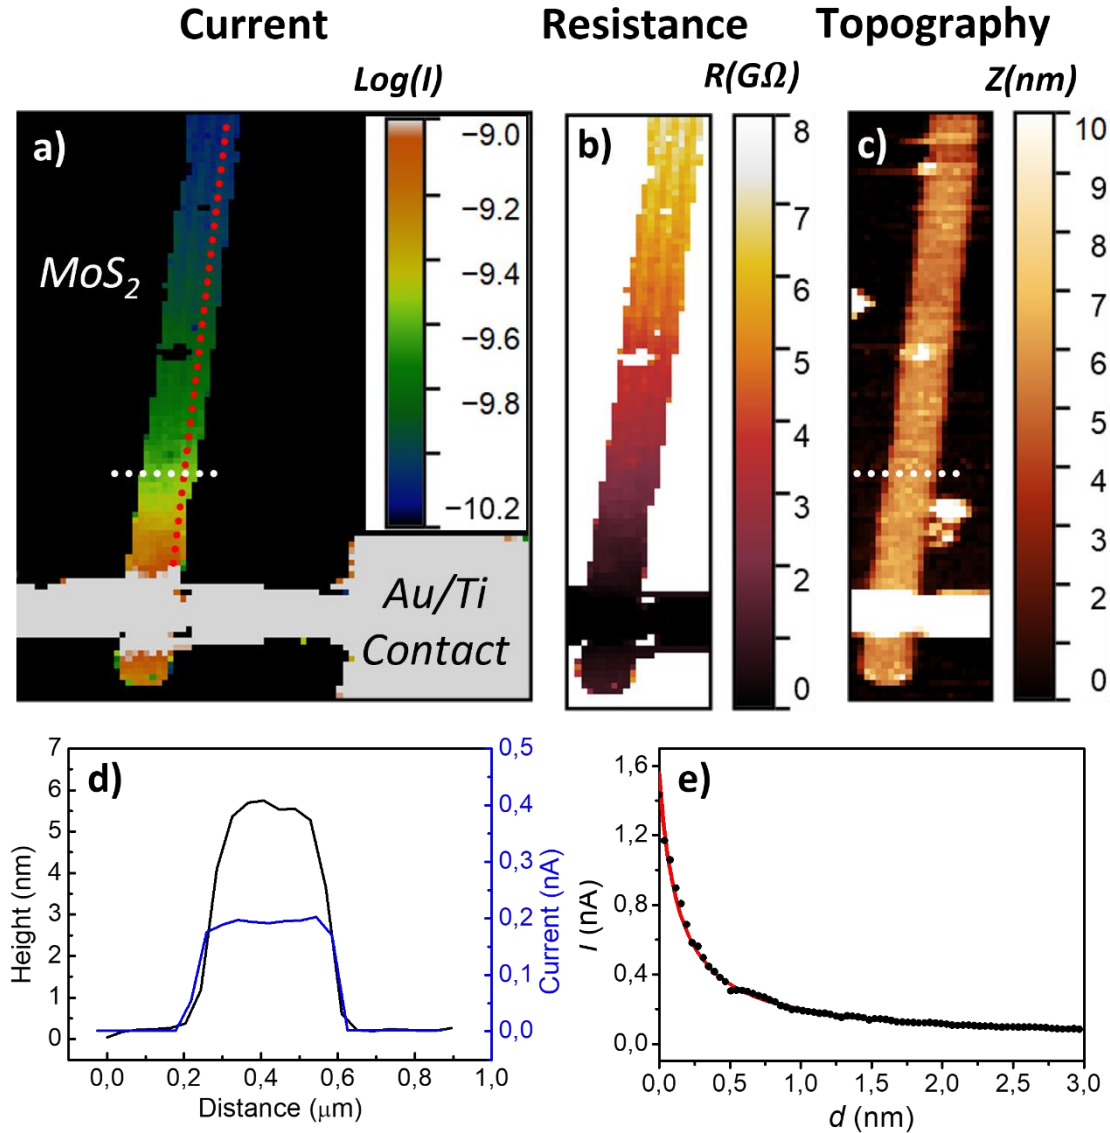 Current
Resistance
Topography
Log(I)
R(GΩ)
Z(nm)
a)
MoS2
−9.0
−9.2
−9.4
−9.6
−9.8
−10.2
Au/Ti
Contact
b)
8
7
6
5
4
3
2
0
c)
10
9
8
7
6
5
4
3
2
0
d)
7
6
5
4
3
2
1
0
Height (nm)
0,5
0,4
0,3
0,2
0,1
0,0
Current (nA)
0,0
0,2
0,4
0,6
0,8
1,0
Distance (μm)
e)
1,6
1,2
0,8
0,4
0,0
I (nA)
0,0
0,5
1,0
1,5
2,0
2,5
3,0
d (nm)